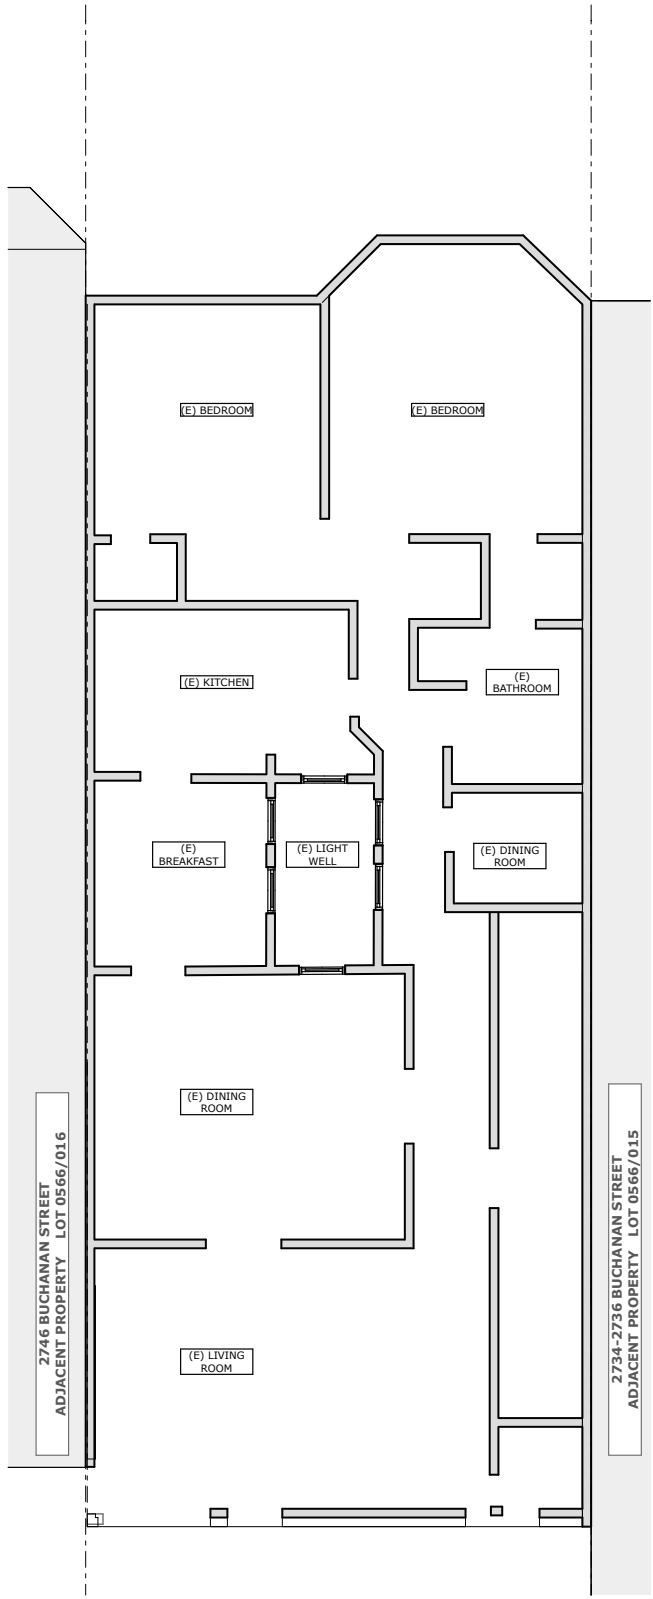 (E) BEDROOM
(E) BEDROOM
(E) KITCHEN
(E)
BATHROOM
(E)
BREAKFAST
(E) LIGHT
WELL
(E) DINING
ROOM
(E) DINING
ROOM
(E) LIVING
ROOM
2746 BUCHANAN STREET
ADJACENT PROPERTY LOT 0566/016
2734-2736 BUCHANAN STREET
ADJACENT PROPERTY LOT 0566/015